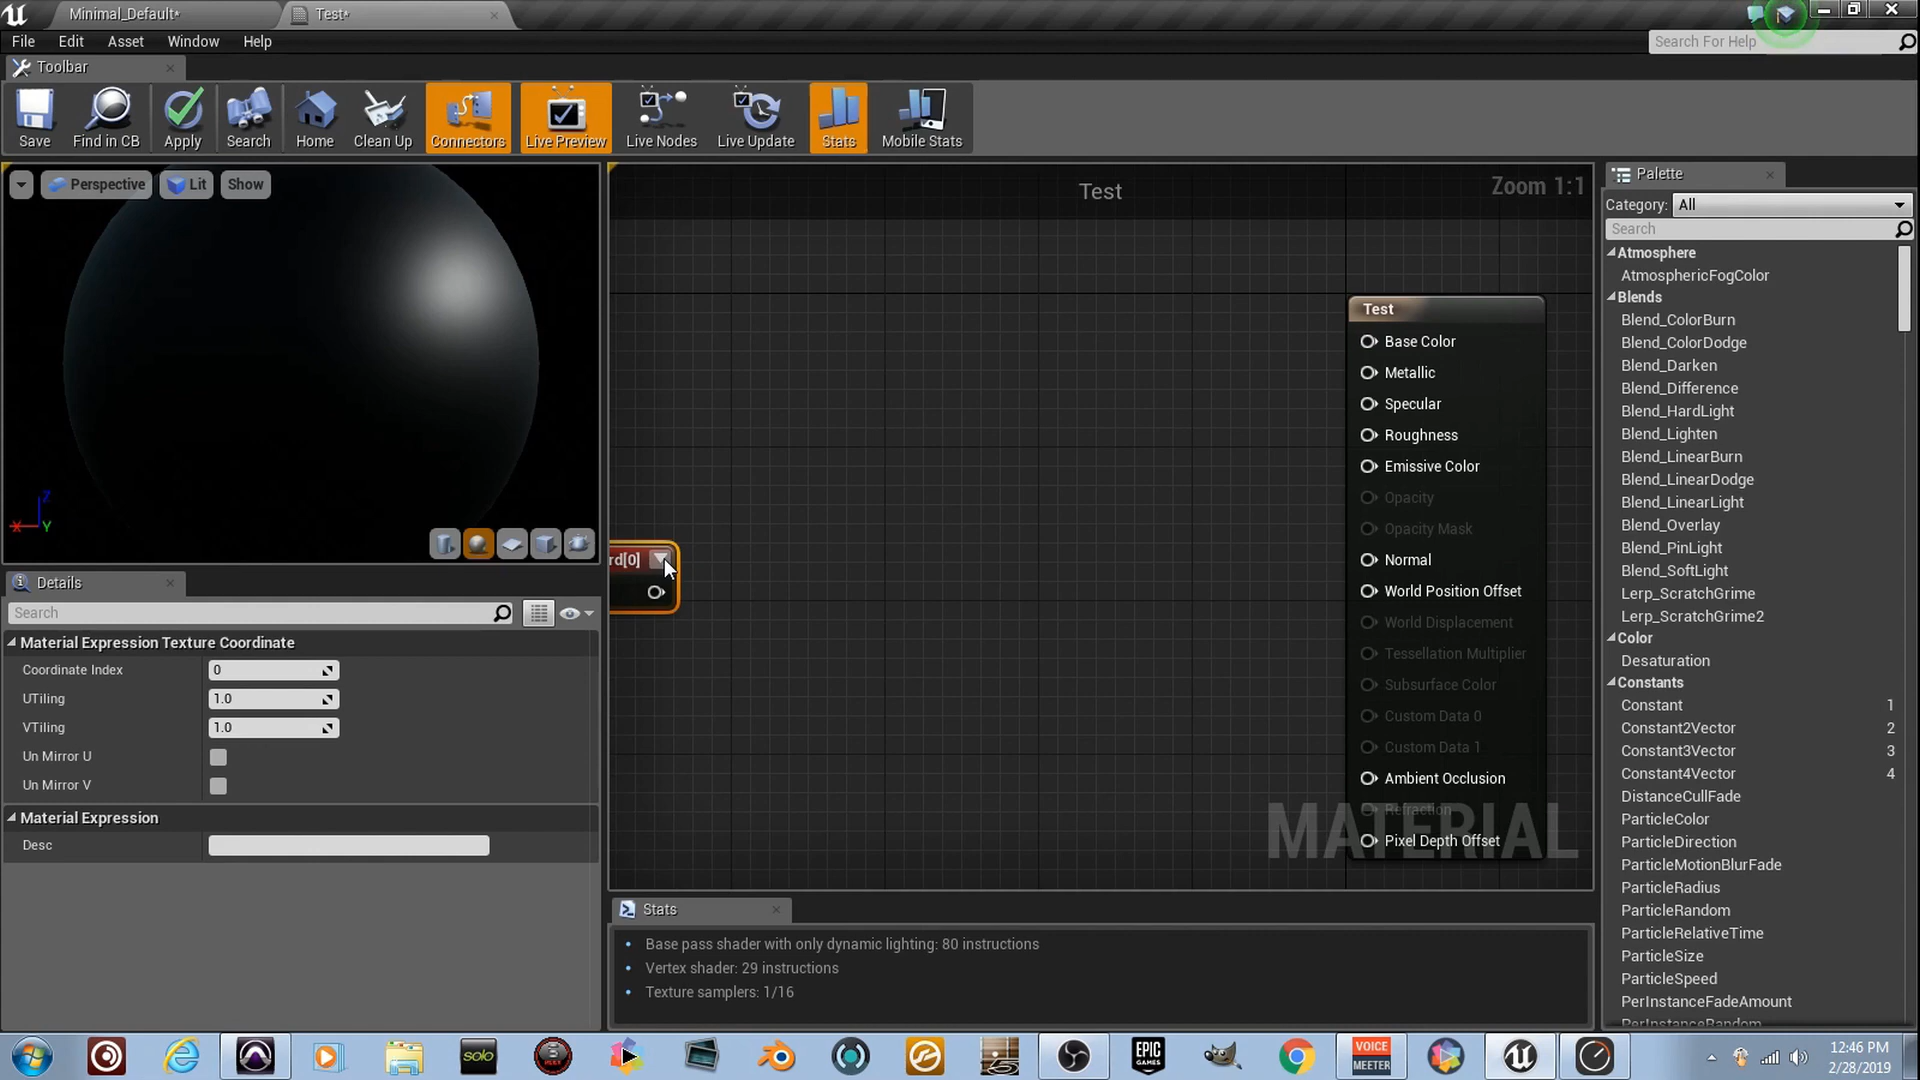 Minimal_Default*
Test*
File
Edit
Asset
Window
Help
Search For Help
Toolbar
Save
Find in CB
Apply
Search
Home
Clean Up
Connectors
Live Preview
Live Nodes
Live Update
Stats
Mobile Stats
Perspective
Lit
Show
Z
X
Y
Test
Zoom 1:1
rd[0]
Test
Base Color
Metallic
Specular
Roughness
Emissive Color
Opacity
Opacity Mask
Normal
World Position Offset
World Displacement
Tessellation Multiplier
Subsurface Color
Custom Data 0
Custom Data 1
Ambient Occlusion
Refraction
Pixel Depth Offset
MATERIAL
Palette
Category:
All
Search
Atmosphere
AtmosphericFogColor
Blends
Blend_ColorBurn
Blend_ColorDodge
Blend_Darken
Blend_Difference
Blend_HardLight
Blend_Lighten
Blend_LinearBurn
Blend_LinearDodge
Blend_LinearLight
Blend_Overlay
Blend_PinLight
Blend_SoftLight
Lerp_ScratchGrime
Lerp_ScratchGrime2
Color
Desaturation
Constants
Constant 1
Constant2Vector 2
Constant3Vector 3
Constant4Vector 4
DistanceCullFade
ParticleColor
ParticleDirection
ParticleMotionBlurFade
ParticleRadius
ParticleRandom
ParticleRelativeTime
ParticleSize
ParticleSpeed
PerInstanceFadeAmount
PerInstanceRandom
Details
Search
Material Expression Texture Coordinate
Coordinate Index 0
UTiling 1.0
VTiling 1.0
Un Mirror U
Un Mirror V
Material Expression
Desc
Stats
Base pass shader with only dynamic lighting: 80 instructions
Vertex shader: 29 instructions
Texture samplers: 1/16
solo
EPIC
GAMES
VOICE
MEETER
12:46 PM
2/28/2019